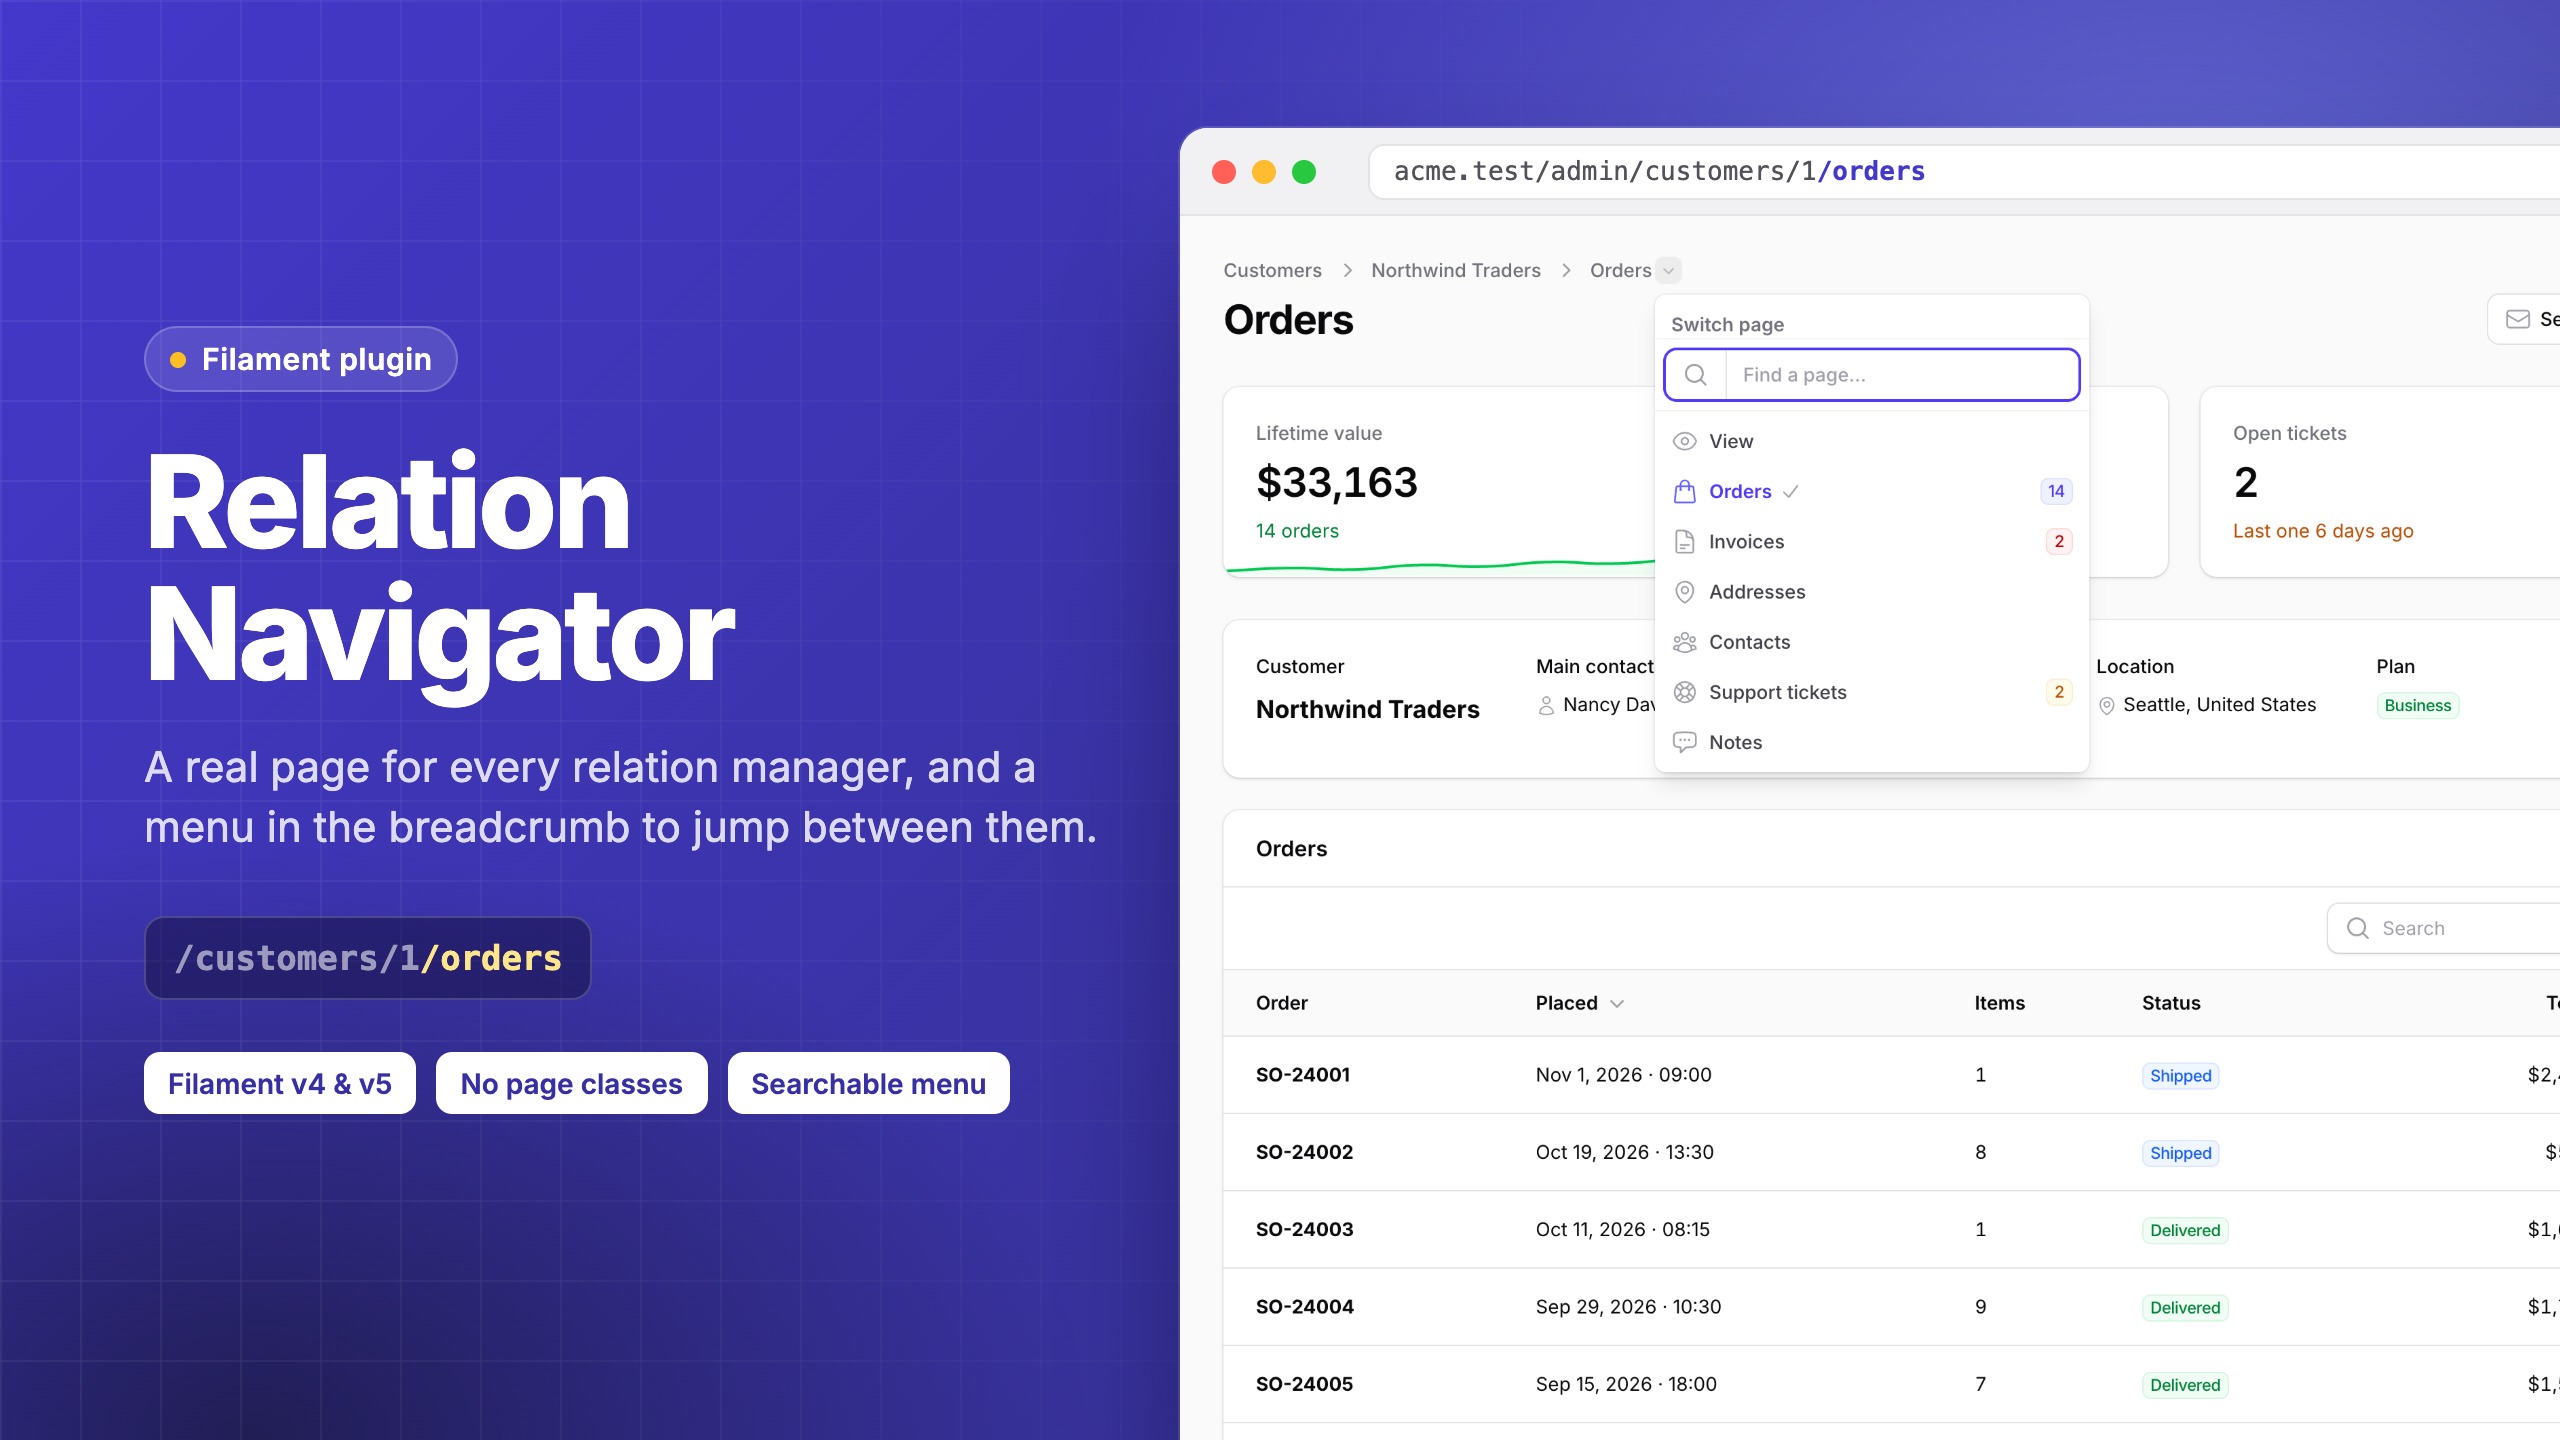 Filament plugin
Relation
Navigator
A real page for every relation manager, and a
menu in the breadcrumb to jump between them.
/customers/1/orders
Filament v4 & v5
No page classes
Searchable menu
acme.test/admin/customers/1/orders
Customers > Northwind Traders > Orders
Orders
Switch page
Find a page...
View
Orders 14
Invoices 2
Addresses
Contacts
Support tickets 2
Notes
Lifetime value
$33,163
14 orders
Open tickets
2
Last one 6 days ago
Customer
Northwind Traders
Main contact
Nancy
Location
Seattle, United States
Plan
Business
Orders
Search
Order Placed Items Status
SO-24001 Nov 1, 2026 · 09:00 1 Shipped
SO-24002 Oct 19, 2026 · 13:30 8 Shipped
SO-24003 Oct 11, 2026 · 08:15 1 Delivered
SO-24004 Sep 29, 2026 · 10:30 9 Delivered
SO-24005 Sep 15, 2026 · 18:00 7 Delivered